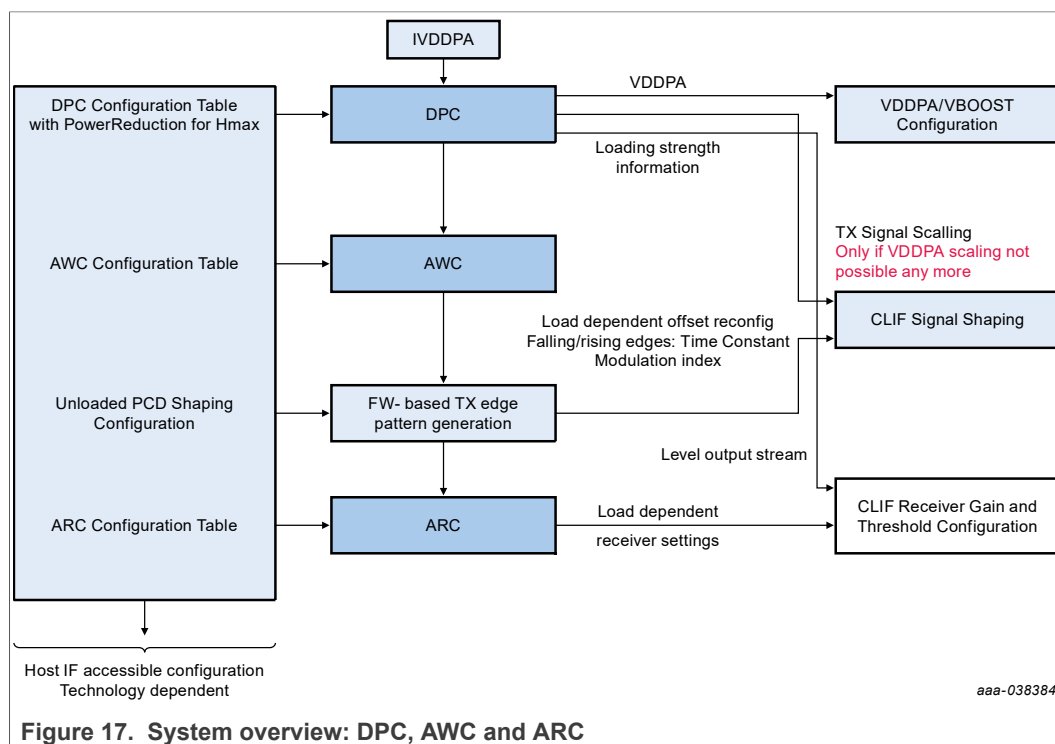 IVDDPA
DPC Configuration Table
with PowerReduction for Hmax
DPC
VDDPA
VDDPA/VBOOST
Configuration
Loading strength
information
AWC Configuration Table
AWC
TX Signal Scalling
Only if VDDPA scaling not
possible any more
CLIF Signal Shaping
Load dependent offset reconfig
Falling/rising edges: Time Constant
Modulation index
Unloaded PCD Shaping
Configuration
FW- based TX edge
pattern generation
Level output stream
ARC Configuration Table
ARC
Load dependent
receiver settings
CLIF Receiver Gain and
Threshold Configuration
Host IF accessible configuration
Technology dependent
aaa-038384
Figure 17. System overview: DPC, AWC and ARC